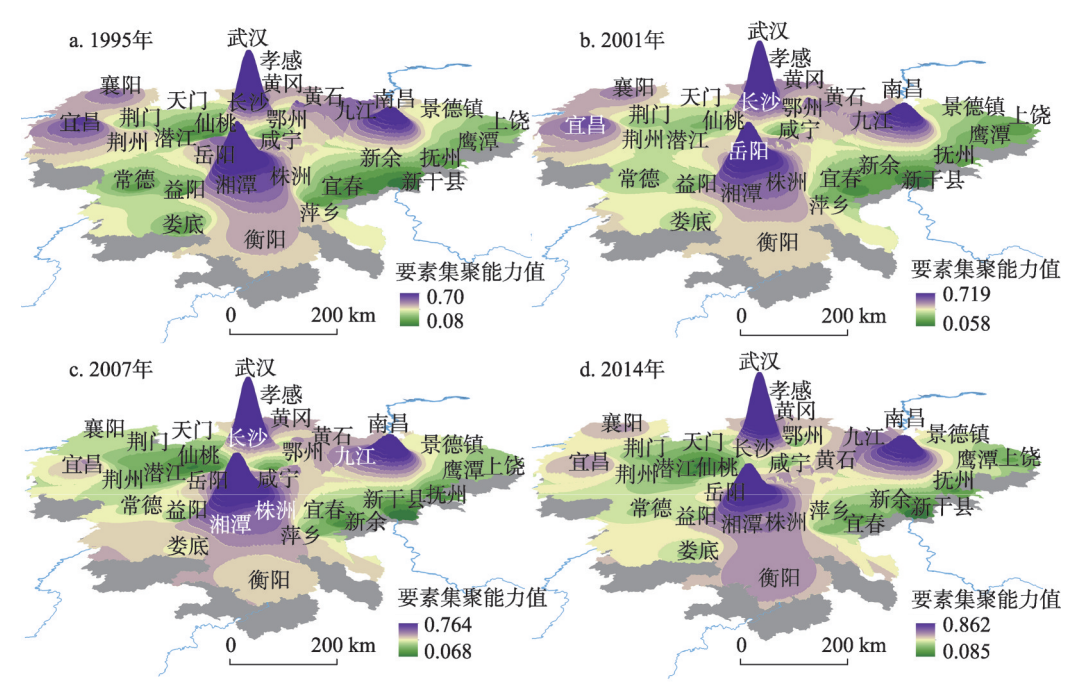 a. 1995年
武汉
孝感
黄冈
襄阳
天门
长沙
黄石
九江
南昌
景德镇
上饶
宜昌
荆门
仙桃
鄂州
鹰潭
荆州
潜江
咸宁
岳阳
新余
抚州
常德
益阳
湘潭
株洲
宜春
新干县
萍乡
娄底
衡阳
要素集聚能力值
0.70
0.08
0
200 km
b. 2001年
武汉
孝感
黄冈
襄阳
天门
长沙
黄石
南昌
景德镇
上饶
宜昌
荆门
仙桃
鄂州
九江
鹰潭
荆州
潜江
咸宁
岳阳
新余
抚州
常德
益阳
湘潭
株洲
宜春
新干县
萍乡
娄底
衡阳
要素集聚能力值
0.719
0.058
0
200 km
c. 2007年
武汉
孝感
黄冈
襄阳
荆门
天门
长沙
黄石
南昌
景德镇
宜昌
仙桃
鄂州
九江
鹰潭
上饶
荆州
潜江
岳阳
咸宁
抚州
常德
益阳
湘潭
株洲
宜春
新干县
新余
萍乡
娄底
衡阳
要素集聚能力值
0.764
0.068
0
200 km
d. 2014年
武汉
孝感
黄冈
襄阳
荆门
天门
长沙
鄂州
九江
南昌
景德镇
宜昌
荆州
潜江
仙桃
咸宁
黄石
鹰潭
上饶
岳阳
抚州
常德
益阳
湘潭
株洲
萍乡
新余
新干县
宜春
娄底
衡阳
要素集聚能力值
0.862
0.085
0
200 km